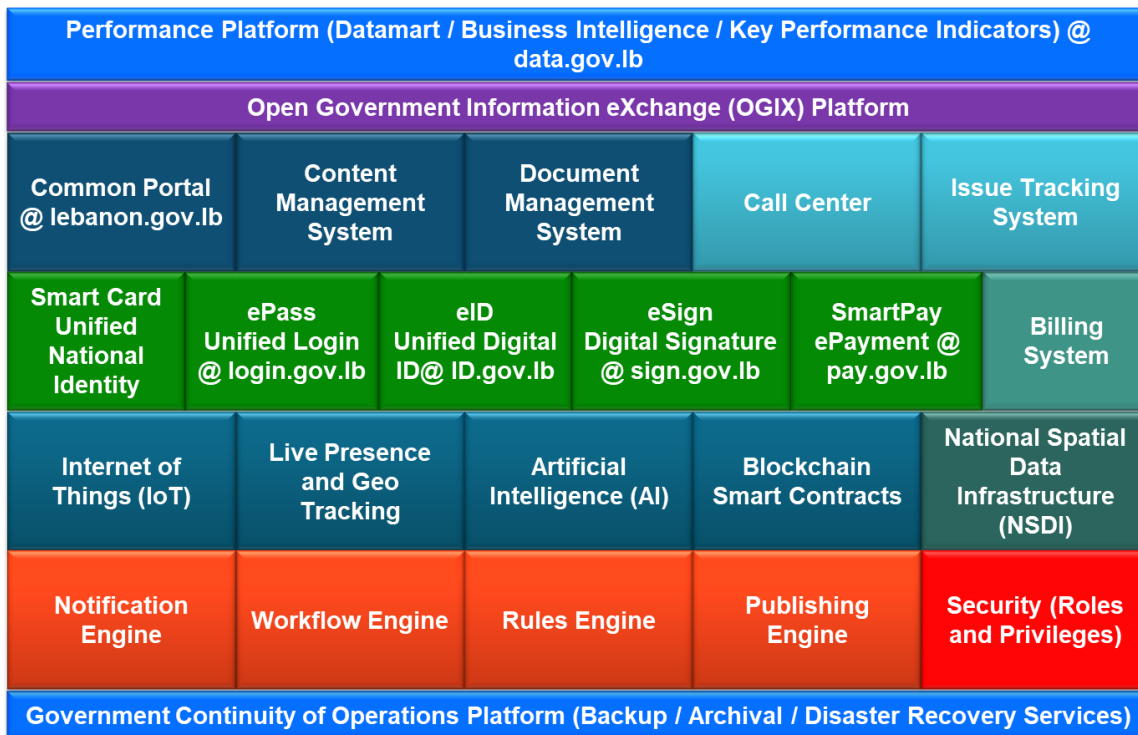 Performance Platform (Datamart / Business Intelligence / Key Performance Indicators) @
data.gov.lb
Open Government Information eXchange (OGIX) Platform
Common Portal
@ lebanon.gov.lb
Content
Management
System
Document
Management
System
Call Center
Issue Tracking
System
Smart Card
Unified
National
Identity
ePass
Unified Login
@ login.gov.lb
eID
Unified Digital
ID@ ID.gov.lb
eSign
Digital Signature
@ sign.gov.lb
SmartPay
ePayment @
pay.gov.lb
Billing
System
Internet of
Things (IoT)
Live Presence
and Geo
Tracking
Artificial
Intelligence (AI)
Blockchain
Smart Contracts
National Spatial
Data
Infrastructure
(NSDI)
Notification
Engine
Workflow Engine
Rules Engine
Publishing
Engine
Security (Roles
and Privileges)
Government Continuity of Operations Platform (Backup / Archival / Disaster Recovery Services)